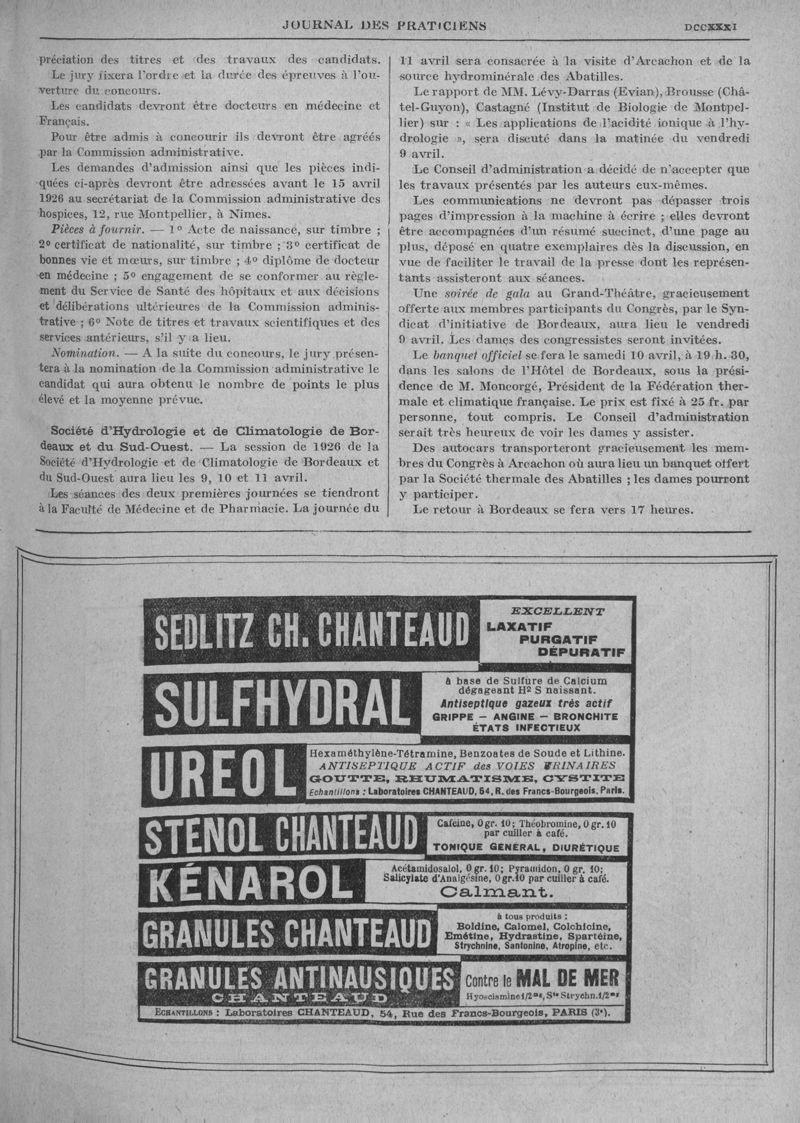 JOURNAL DES PRATICIENS
DCCXXXI
préciation des titres et des travaux des candidats.
Le jury fixera l'ordre et la durée des épreuves à l'ou-
verture du concours.
Les candidats devront être docteurs en médecine et
Français.
Pour être admis à concourir ils devront être agréés
par la Commission administrative.
Les demandes d'admission ainsi que les pièces indi-
quées ci-après devront être adressées avant le 15 avril
1926 au secrétariat de la Commission administrative des
hospices, 12, rue Montpellier, à Nimes.
Pièces à fournir. — 1º Acte de naissance, sur timbre ;
2º certificat de nationalité, sur timbre ; 3º certificat de
bonnes vie et mœurs, sur timbre ; 4º diplôme de docteur
en médecine ; 5º engagement de se conformer au règle-
ment du Service de Santé des hôpitaux et aux décisions
et délibérations ultérieures de la Commission adminis-
trative ; 6º Note de titres et travaux scientifiques et des
services antérieurs, s'il y a lieu.
Nomination. — A la suite du concours, le jury présen-
tera à la nomination de la Commission administrative le
candidat qui aura obtenu le nombre de points le plus
élevé et la moyenne prévue.
Société d'Hydrologie et de Climatologie de Bor-
deaux et du Sud-Ouest. — La session de 1926 de la
Société d'Hydrologie et de Climatologie de Bordeaux et
du Sud-Ouest aura lieu les 9, 10 et 11 avril.
Les séances des deux premières journées se tiendront
à la Faculté de Médecine et de Pharmacie. La journée du
11 avril sera consacrée à la visite d'Arcachon et de la
source hydrominérale des Abatilles.
Le rapport de MM. Lévy-Darras (Evian), Brousse (Châ-
tel-Guyon), Castagné (Institut de Biologie de Montpel-
lier) sur : « Les applications de l'acidité ionique à l'hy-
drologie », sera discuté dans la matinée du vendredi
9 avril.
Le Conseil d'administration a décidé de n'accepter que
les travaux présentés par les auteurs eux-mêmes.
Les communications ne devront pas dépasser trois
pages d'impression à la machine à écrire ; elles devront
être accompagnées d'un résumé succinct, d'une page au
plus, déposé en quatre exemplaires dès la discussion, en
vue de faciliter le travail de la presse dont les représen-
tants assisteront aux séances.
Une soirée de gala au Grand-Théâtre, gracieusement
offerte aux membres participants du Congrès, par le Syn-
dicat d'initiative de Bordeaux, aura lieu le vendredi
9 avril. Les dames des congressistes seront invitées.
Le banquet officiel se fera le samedi 10 avril, à 19 h. 30,
dans les salons de l'Hôtel de Bordeaux, sous la prési-
dence de M. Moncorgé, Président de la Fédération ther-
male et climatique française. Le prix est fixé à 25 fr. par
personne, tout compris. Le Conseil d'administration
serait très heureux de voir les dames y assister.
Des autocars transporteront gracieusement les mem-
bres du Congrès à Arcachon où aura lieu un banquet offert
par la Société thermale des Abatilles ; les dames pourront
y participer.
Le retour à Bordeaux se fera vers 17 heures.
SEDLITZ CH. CHANTEAUD
EXCELLENT
LAXATIF
PURGATIF
DÉPURATIF
SULFHYDRAL
à base de Sulfure de Calcium
dégageant H² S naissant.
Antiseptique gazeux très actif
GRIPPE — ANGINE — BRONCHITE
ÉTATS INFECTIEUX
UREOL
Hexaméthylène-Tétramine, Benzoates de Soude et Lithine.
ANTISEPTIQUE ACTIF des VOIES URINAIRES
GOUTTE, RHUMATISME, CYSTITE
Echantillons : Laboratoires CHANTEAUD, 54, R. des Francs-Bourgeois, Paris.
STENOL CHANTEAUD
Caféine, 0 gr. 10 ; Théobromine, 0 gr. 10
par cuiller à café.
TONIQUE GÉNÉRAL, DIURÉTIQUE
KÉNAROL
Acétamidosalol, 0 gr. 10 ; Pyramidon, 0 gr. 10 ;
Salicylate d'Analgésine, 0 gr. 10 par cuiller à café.
Calmant.
GRANULES CHANTEAUD
à tous produits :
Boldine, Calomel, Colchicine,
Emétine, Hydrastine, Spartéine,
Strychnine, Santonine, Atropine, etc.
GRANULES ANTINAUSIQUES
CHANTEAUD
Contre le MAL DE MER
Hyosciamine 1/2 mg, Ste Strychn. 1/2 mg
ECHANTILLONS : Laboratoires CHANTEAUD, 54, Rue des Francs-Bourgeois, PARIS (3e).